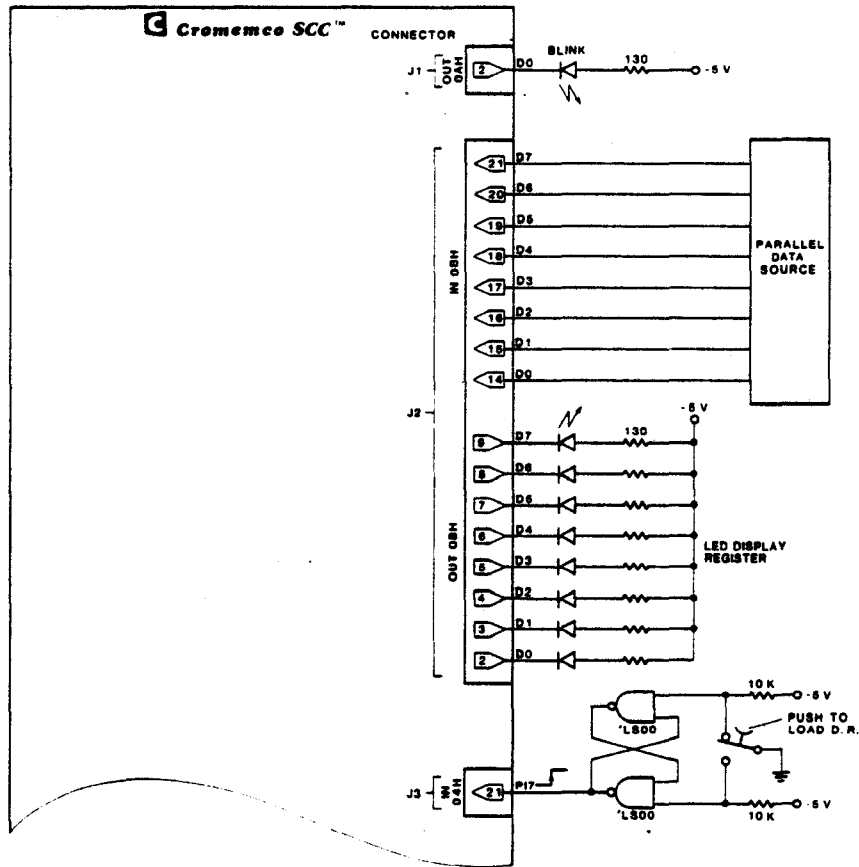 C Cromemco SCC™
CONNECTOR
J1
OUT 0AH
2
D0
BLINK
130
-5 V
J2
IN 0BH
21 D7
20 D6
19 D5
18 D4
17 D3
16 D2
15 D1
14 D0
PARALLEL
DATA
SOURCE
-5 V
OUT 0BH
9 D7
130
8 D6
7 D5
6 D4
5 D3
4 D2
3 D1
2 D0
LED DISPLAY
REGISTER
10 K
-5 V
'LS00
PUSH TO
LOAD D.R.
J3
IN 04H
21
PI7
'LS00
10 K
-5 V